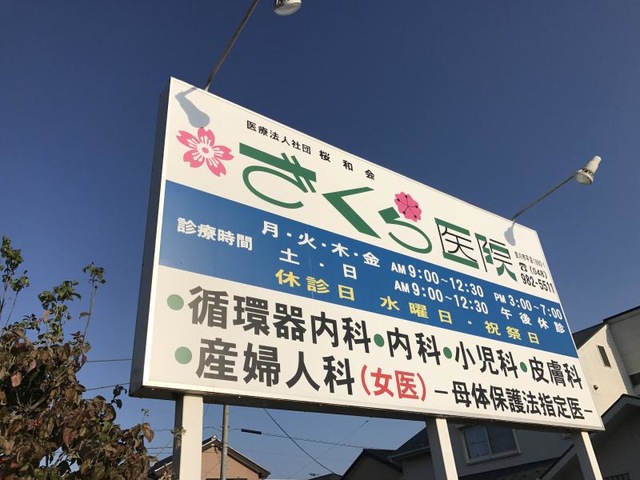 医療法人社団 桜和会
さくら医院
☎(048)
982-5511
診療時間 月・火・木・金 AM9:00~12:30 PM3:00~7:00
土・日 AM9:00~12:30 午後休診
休診日 水曜日・祝祭日
•循環器内科•内科•小児科•皮膚科
•産婦人科(女医)-母体保護法指定医-